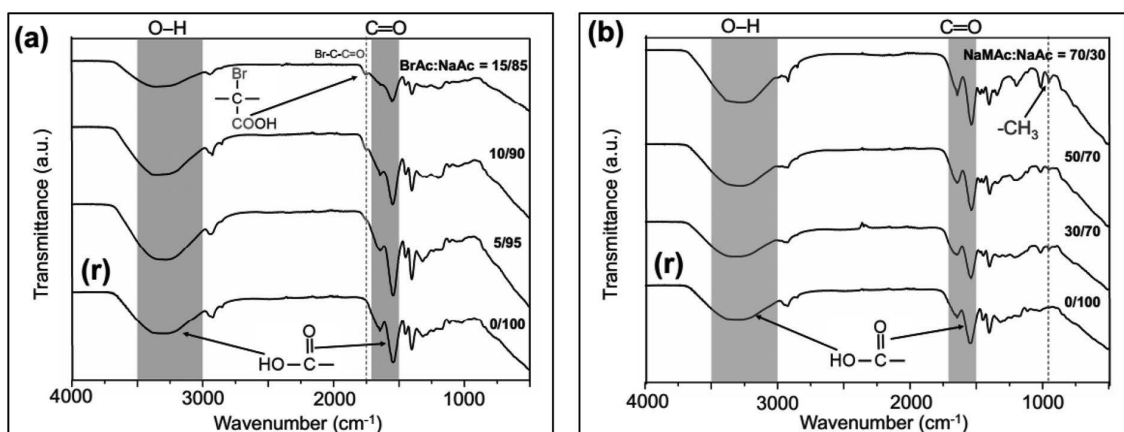 (a)
O–H
C=O
Br-C-C=O
BrAc:NaAc = 15/85
Br
C
COOH
10/90
5/95
(r)
0/100
O
HO–C–
Transmittance (a.u.)
4000 3000 2000 1000
Wavenumber (cm⁻¹)
(b)
O–H
C=O
NaMAc:NaAc = 70/30
-CH₃
50/70
30/70
(r)
0/100
O
HO–C–
Transmittance (a.u.)
4000 3000 2000 1000
Wavenumber (cm⁻¹)